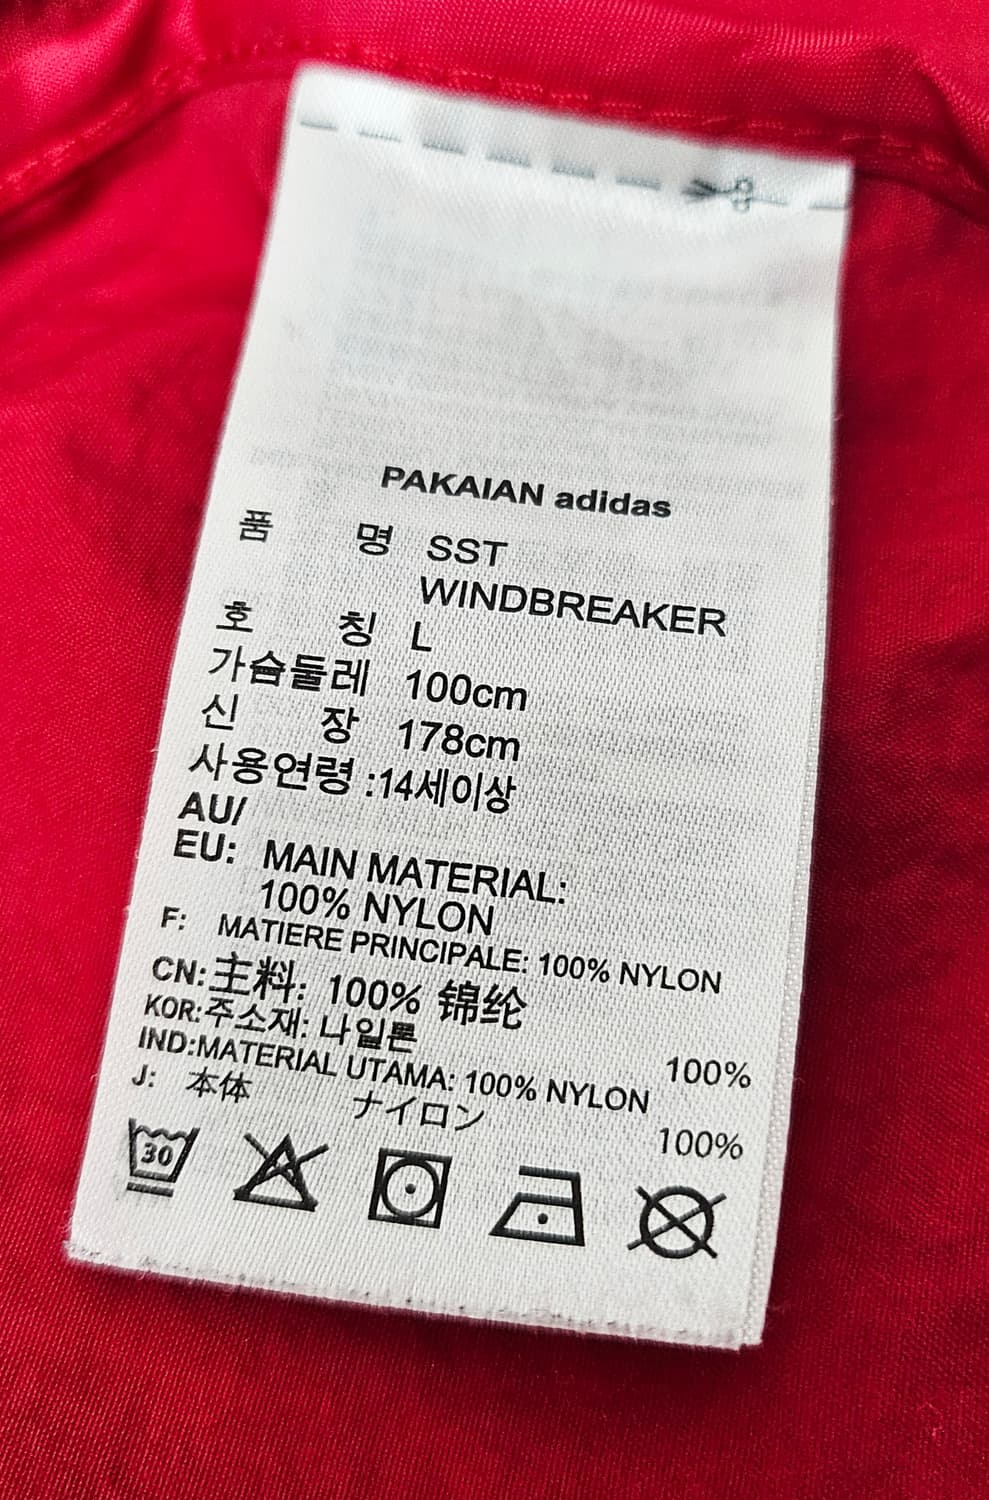 PAKAIAN adidas
품 명 SST
WINDBREAKER
호 칭 L
가슴둘레 100cm
신 장 178cm
사용연령 :14세이상
AU/
EU: MAIN MATERIAL:
100% NYLON
F: MATIERE PRINCIPALE: 100% NYLON
CN:主料: 100% 锦纶
KOR:주소재: 나일론 100%
IND:MATERIAL UTAMA: 100% NYLON
J: 本体 ナイロン 100%
30